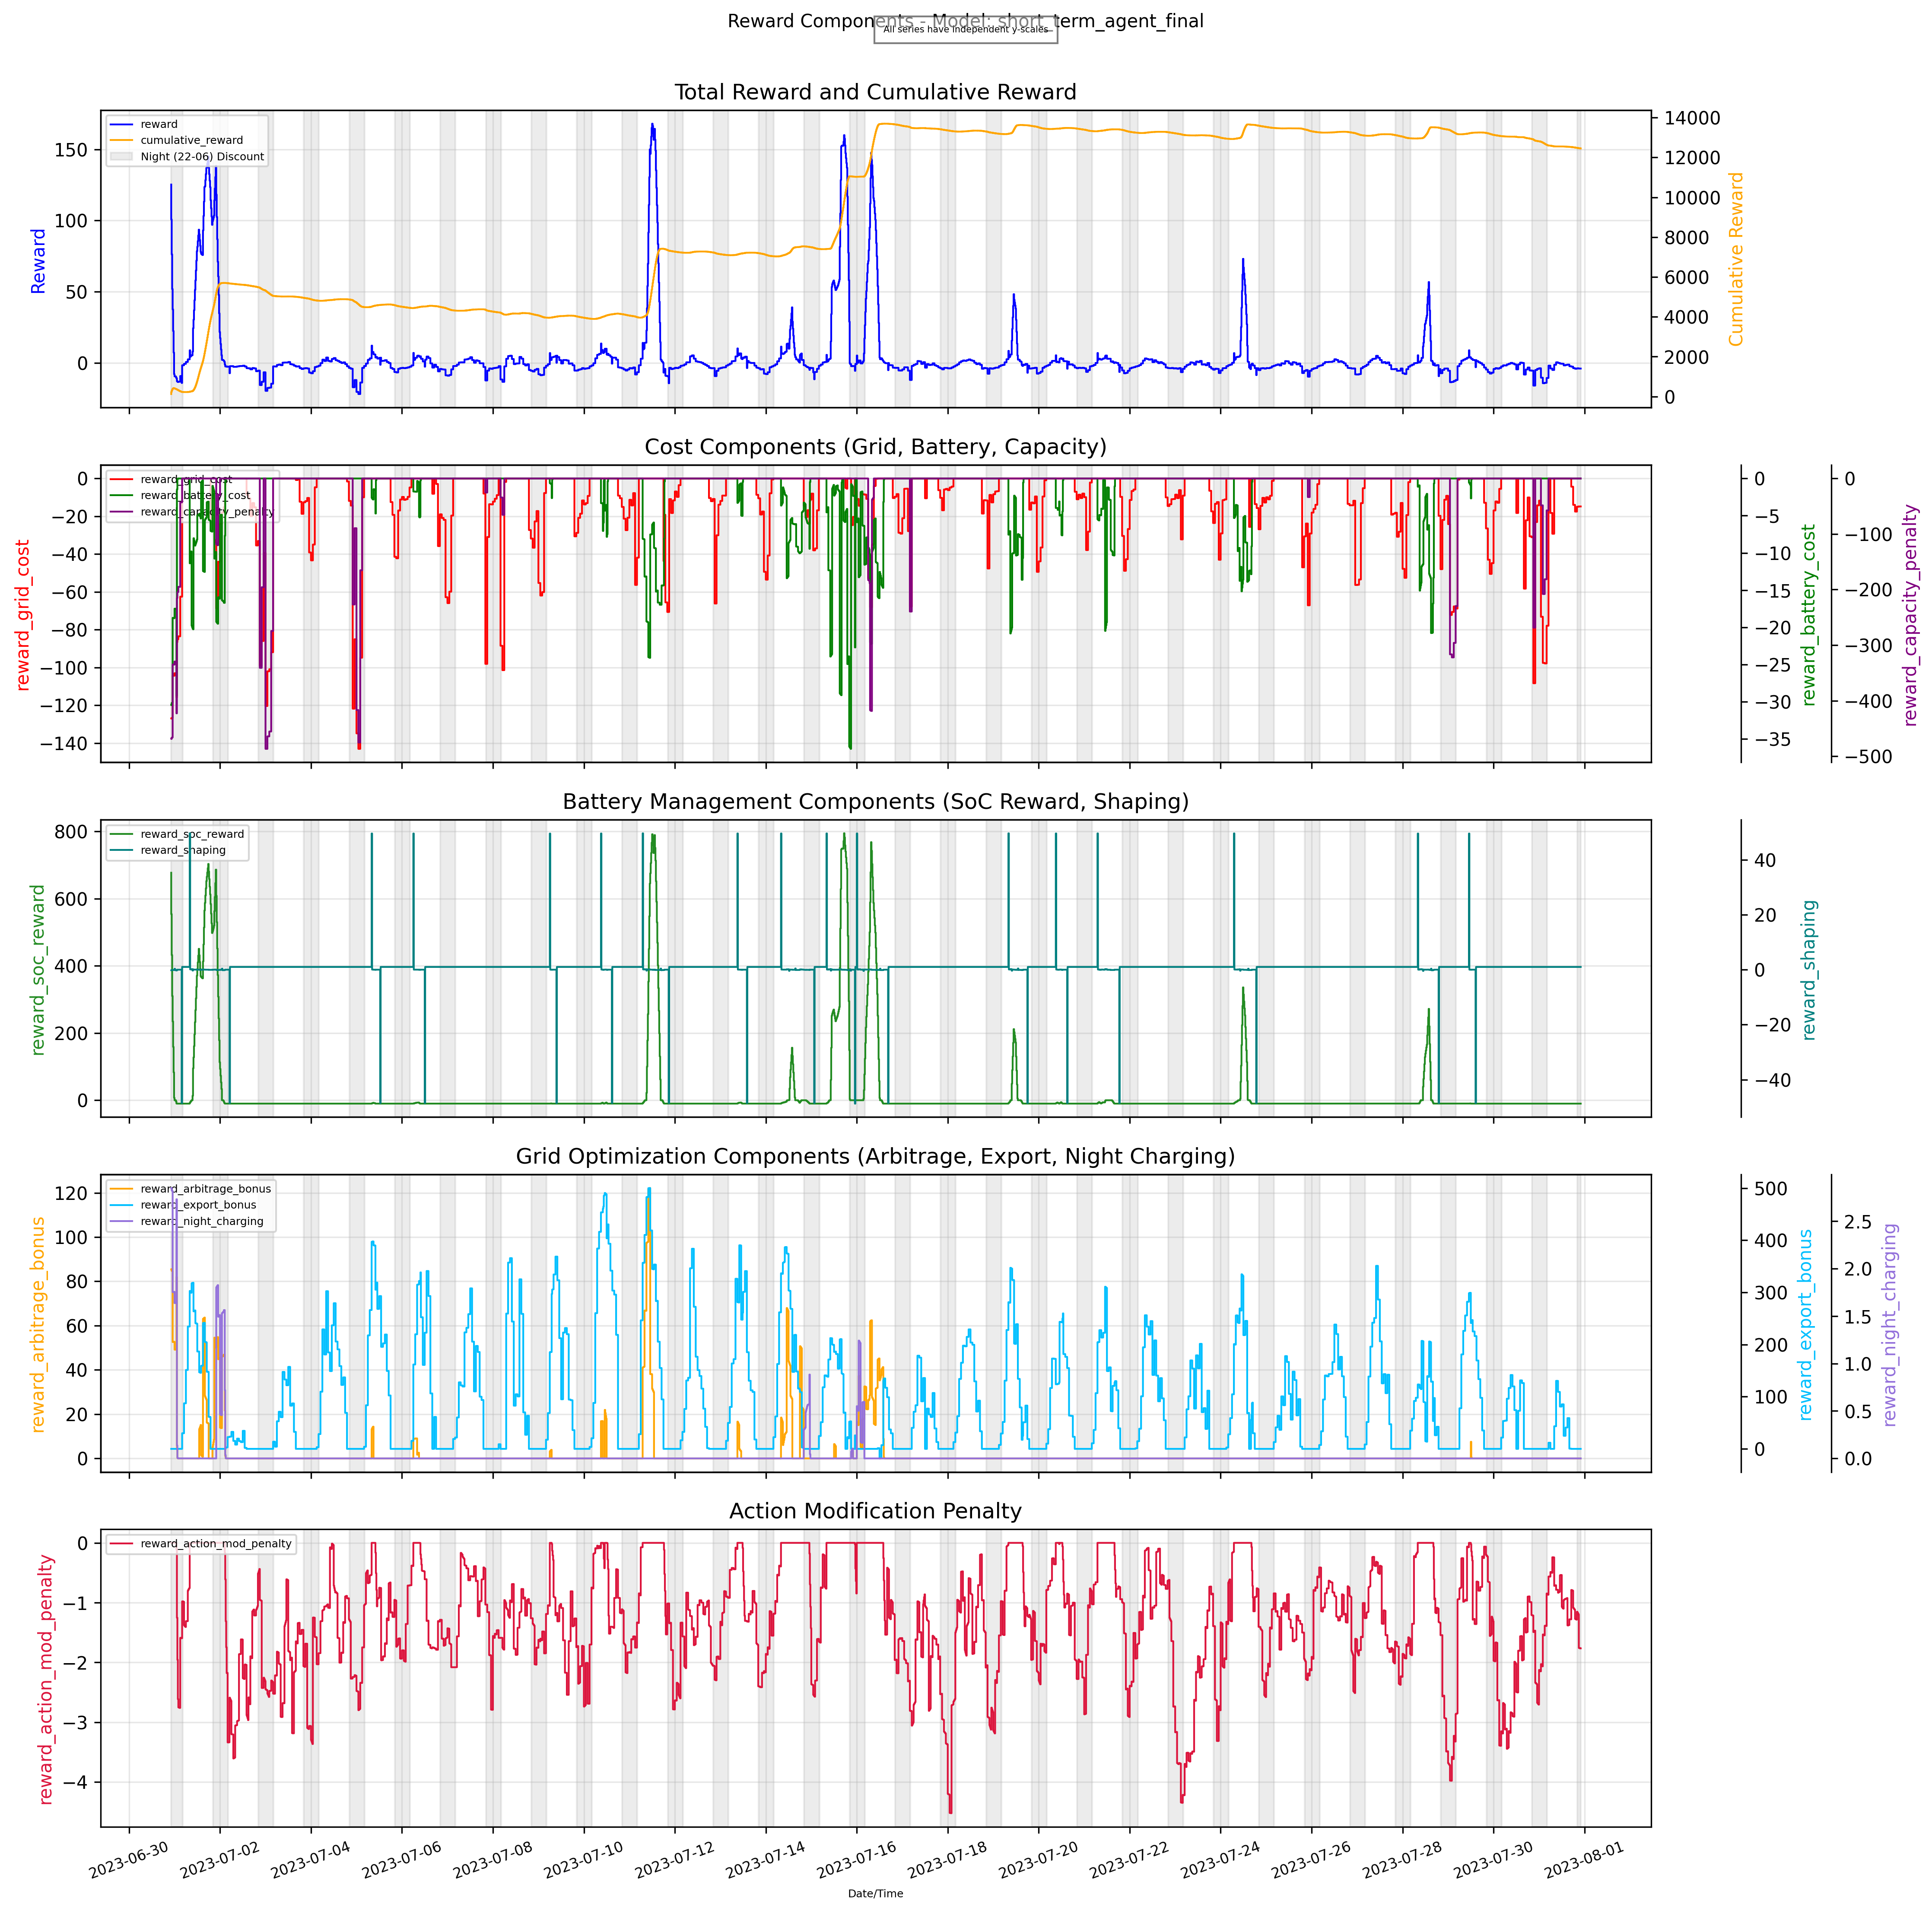 Reward Components - Model: short_term_agent_final
All series have independent y-scales
Total Reward and Cumulative Reward
reward
cumulative_reward
Night (22-06) Discount
Reward
150
100
50
0
14000
12000
10000
8000
6000
4000
2000
0
Cumulative Reward
Cost Components (Grid, Battery, Capacity)
reward_grid_cost
reward_battery_cost
reward_capacity_penalty
reward_grid_cost
0
−20
−40
−60
−80
−100
−120
−140
0
−5
−10
−15
−20
−25
−30
−35
reward_battery_cost
0
−100
−200
−300
−400
−500
reward_capacity_penalty
Battery Management Components (SoC Reward, Shaping)
reward_soc_reward
reward_shaping
reward_soc_reward
800
600
400
200
0
40
20
0
−20
−40
reward_shaping
Grid Optimization Components (Arbitrage, Export, Night Charging)
reward_arbitrage_bonus
reward_export_bonus
reward_night_charging
reward_arbitrage_bonus
120
100
80
60
40
20
0
500
400
300
200
100
0
reward_export_bonus
2.5
2.0
1.5
1.0
0.5
0.0
reward_night_charging
Action Modification Penalty
reward_action_mod_penalty
reward_action_mod_penalty
0
−1
−2
−3
−4
2023-06-30
2023-07-02
2023-07-04
2023-07-06
2023-07-08
2023-07-10
2023-07-12
2023-07-14
2023-07-16
2023-07-18
2023-07-20
2023-07-22
2023-07-24
2023-07-26
2023-07-28
2023-07-30
2023-08-01
Date/Time